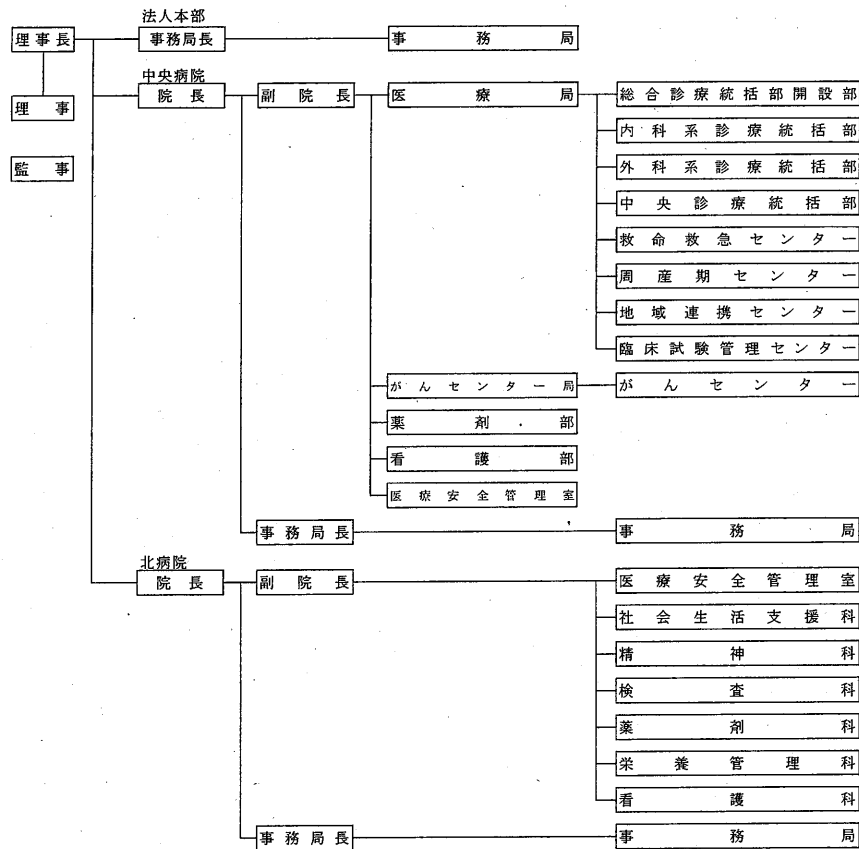 法人本部
理事長 事務局長 事務局
中央病院
院長 副院長 医療局 総合診療統括部開設部
理事 内科系診療統括部
監事 外科系診療統括部
中央診療統括部
救命救急センター
周産期センター
地域連携センター
臨床試験管理センター
がんセンター局 がんセンター
薬剤部
看護部
医療安全管理室
事務局長 事務局
北病院
院長 副院長 医療安全管理室
社会生活支援科
精神科
検査科
薬剤科
栄養管理科
看護科
事務局長 事務局